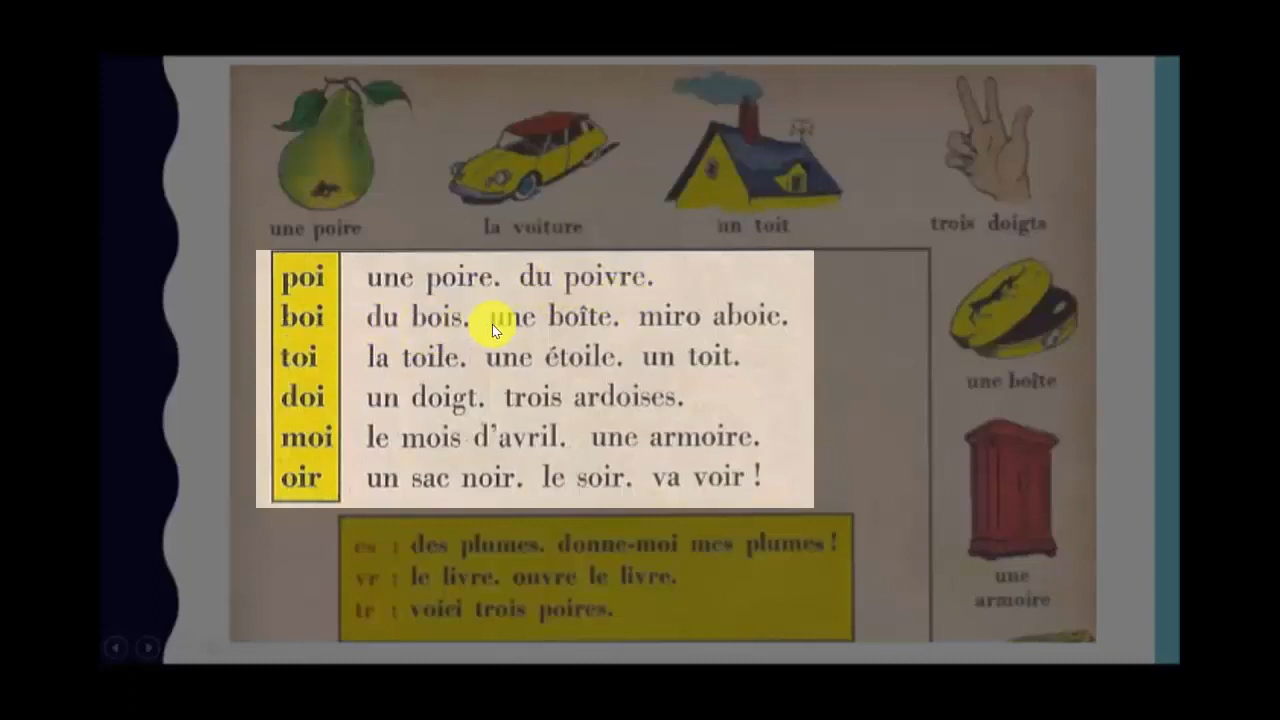 une poire
la voiture
un toit
trois doigts
poi une poire. du poivre.
boi du bois. une boîte. miro aboie.
toi la toile. une étoile. un toit.
doi un doigt. trois ardoises.
moi le mois d'avril. une armoire.
oir un sac noir. le soir. va voir !
une boîte
une
armoire
es : des plumes. donne-moi mes plumes !
vr : le livre. ouvre le livre.
tr : voici trois poires.